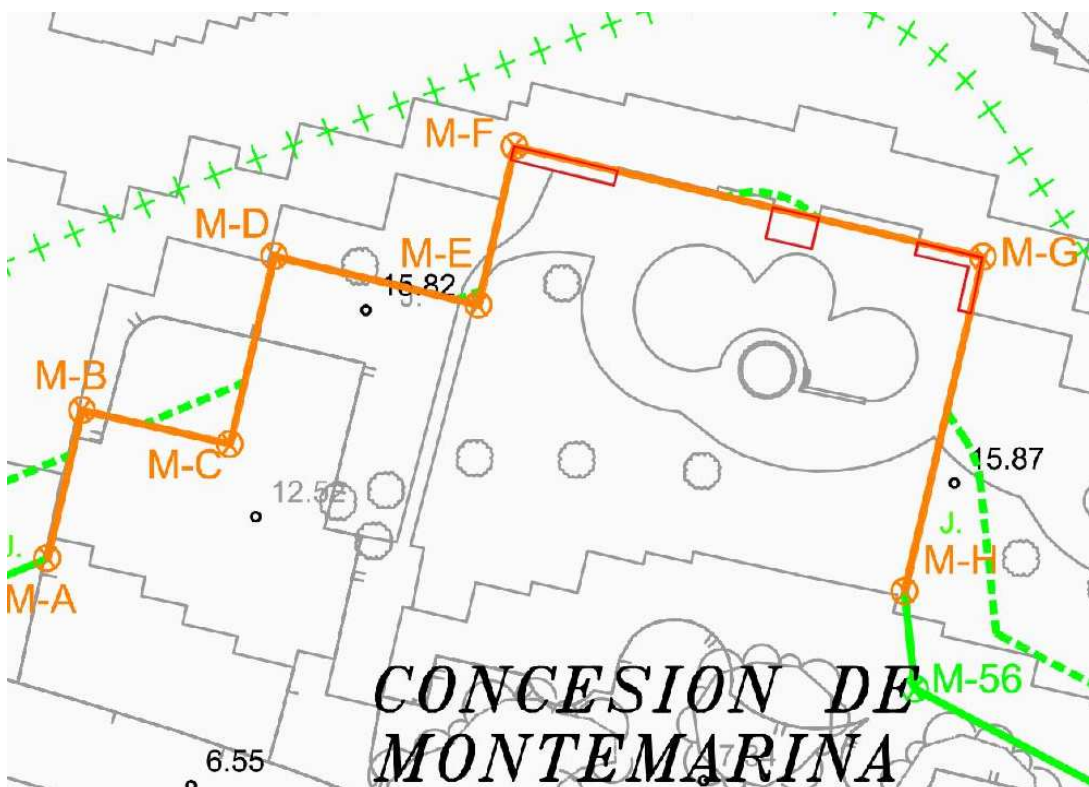 M-F
M-D
M-E
M-G
15.82
J.
M-B
M-C
12.52
15.87
J.
J.
M-H
M-A
CONCESION DE
M-56
MONTEMARINA
6.55